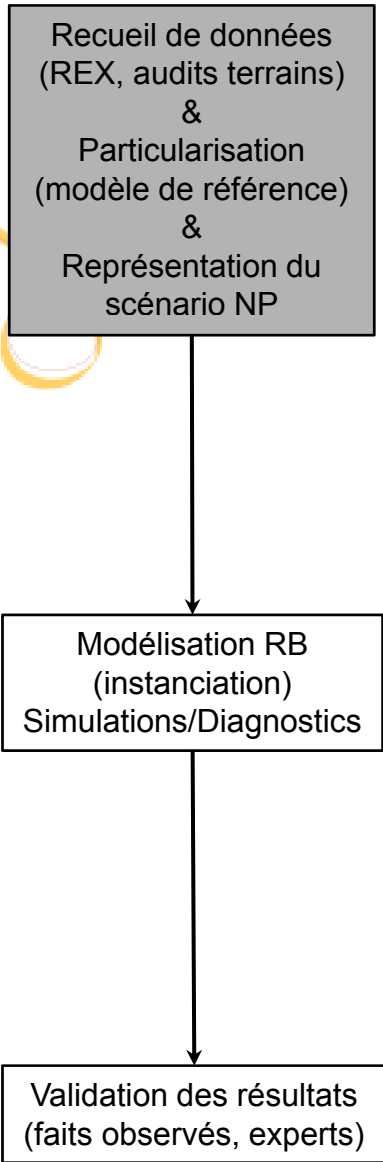 Recueil de données
(REX, audits terrains)
&
Particularisation
(modèle de référence)
&
Représentation du
scénario NP
Modélisation RB
(instanciation)
Simulations/Diagnostics
Validation des résultats
(faits observés, experts)